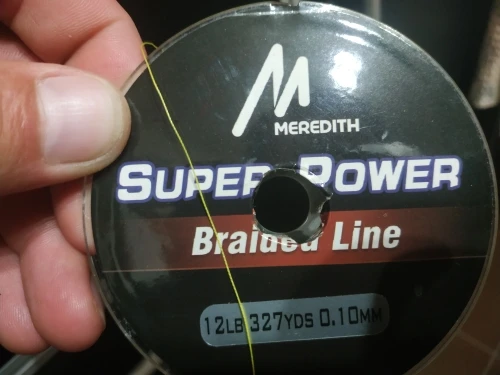 MEREDITH
SUPER POWER
Braided Line
12LB 327YDS 0.10MM